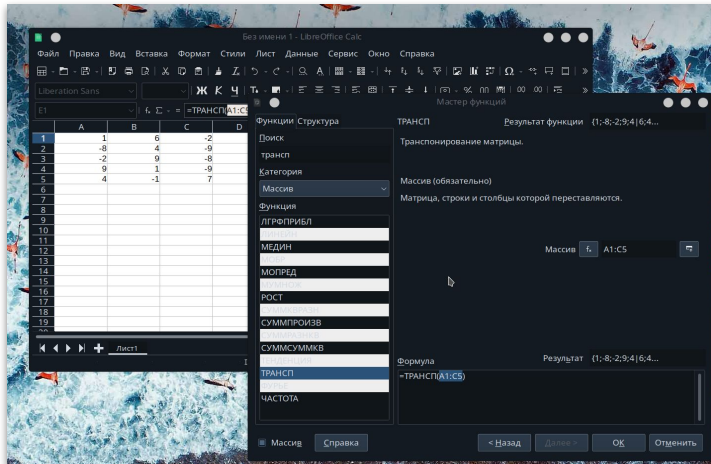 Без имени 1 - LibreOffice Calc
Файл Правка Вид Вставка Формат Стили Лист Данные Сервис Окно Справка
Liberation Sans
Ж К Ч
E1 fx Σ - = =ТРАНСП(A1:C5
A B C D
1 1 6 -2
2 -8 4 -9
3 -2 9 -8
4 9 1 -9
5 4 -1 7
6
7
8
9
10
11
12
13
14
15
16
17
18
19
20
Лист1
Мастер функций
Функции Структура
Поиск
трансп
Категория
Массив
Функция
ЛГРФПРИБЛ
МЕДИН
МОПРЕД
РОСТ
СУММПРОИЗВ
СУММСУММКВ
ТЕНДЕНЦИЯ
ТРАНСП
ЧАСТОТА
ТРАНСП Результат функции {1;-8;-2;9;4|6;4...
Транспонирование матрицы.
Массив (обязательно)
Матрица, строки и столбцы которой переставляются.
Массив fx A1:C5
Формула Результат {1;-8;-2;9;4|6;4...
=ТРАНСП(A1:C5)
Массив Справка < Назад Далее > ОК Отменить